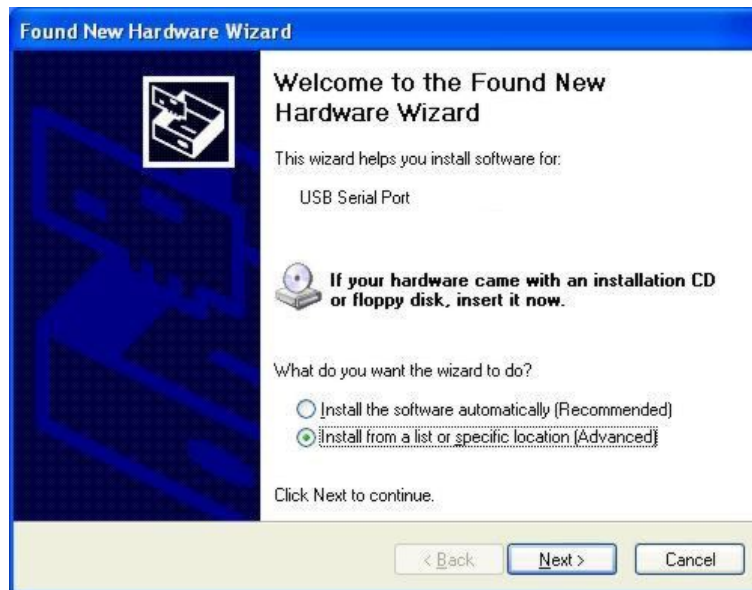 Found New Hardware Wizard
Welcome to the Found New
Hardware Wizard
This wizard helps you install software for:
USB Serial Port
If your hardware came with an installation CD
or floppy disk, insert it now.
What do you want the wizard to do?
Install the software automatically (Recommended)
Install from a list or specific location (Advanced)
Click Next to continue.
< Back Next > Cancel